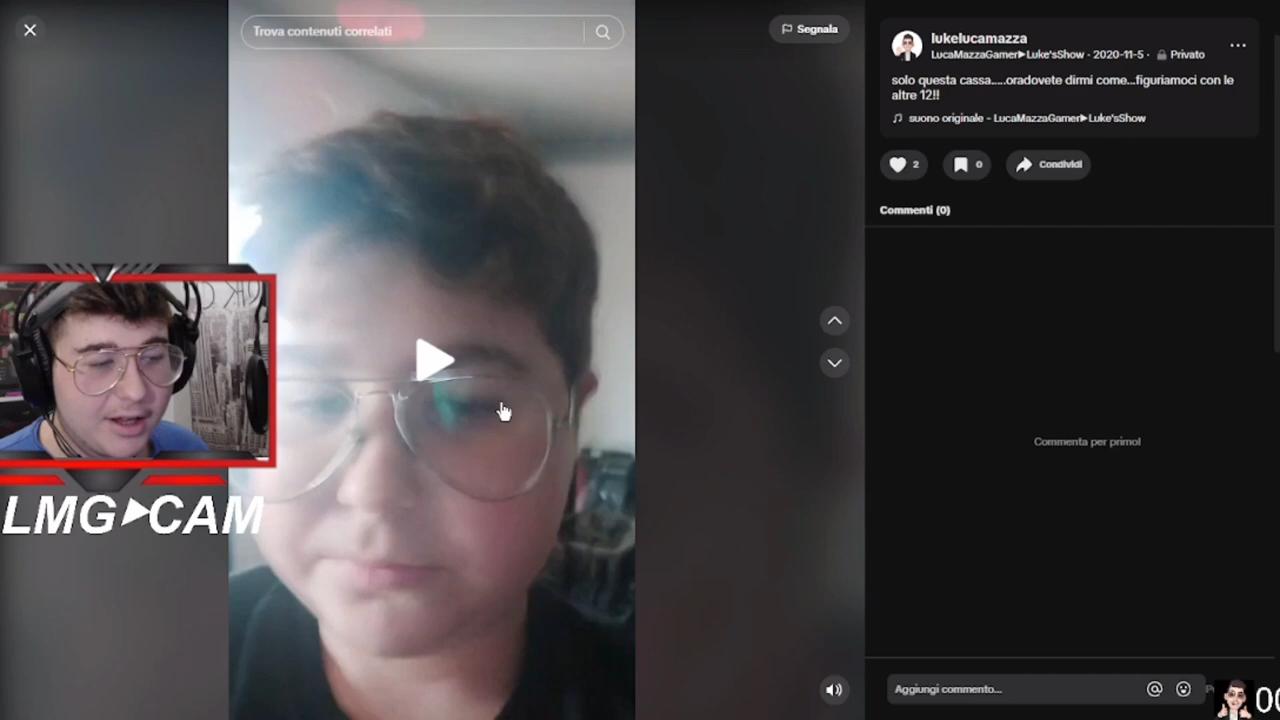 Trova contenuti correlati
Segnala
lukelucamazza
LucaMazzaGamer▶Luke'sShow · 2020-11-5 · Privato
solo questa cassa.....oradovete dirmi come...figuriamoci con le
altre 12!!
suono originale - LucaMazzaGamer▶Luke'sShow
2
0
Condividi
Commenti (0)
LMG▶CAM
Commenta per primo!
Aggiungi commento...